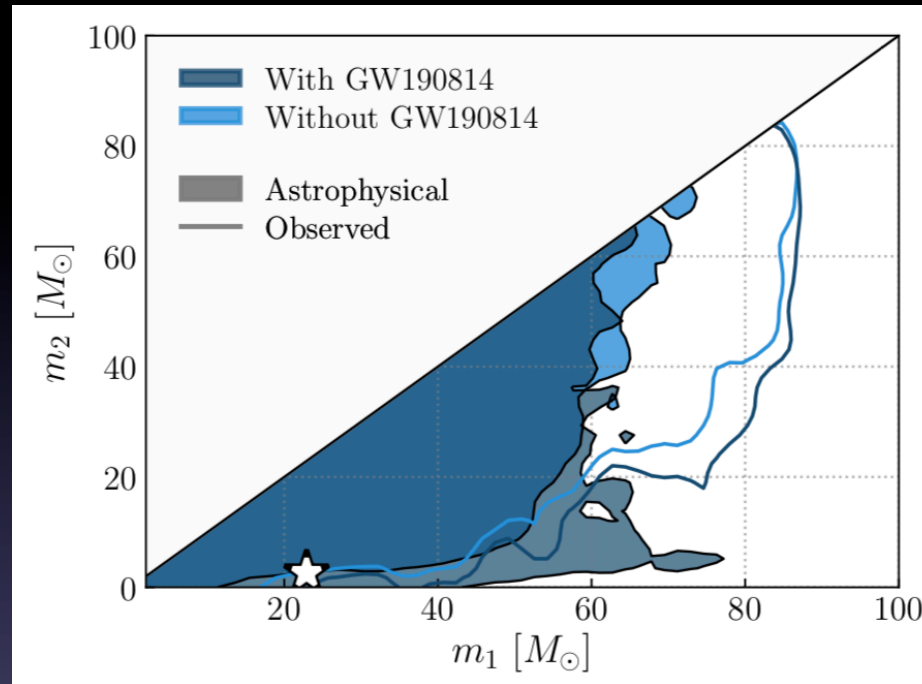 100
80
60
40
20
0
m₂ [M⊙]
With GW190814
Without GW190814
Astrophysical
Observed
20
40
60
80
100
m₁ [M⊙]